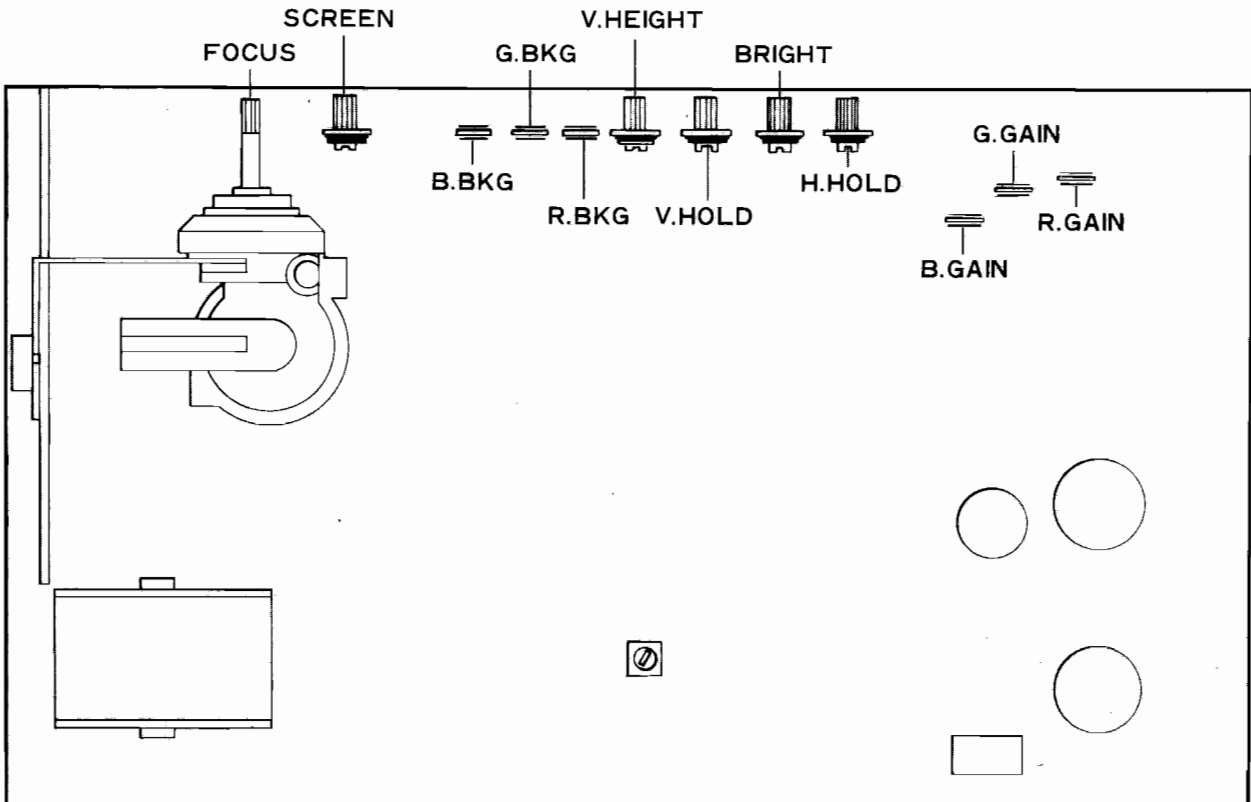 SCREEN
V.HEIGHT
FOCUS
G.BKG
BRIGHT
G.GAIN
B.BKG
H.HOLD
R.BKG
V.HOLD
R.GAIN
B.GAIN